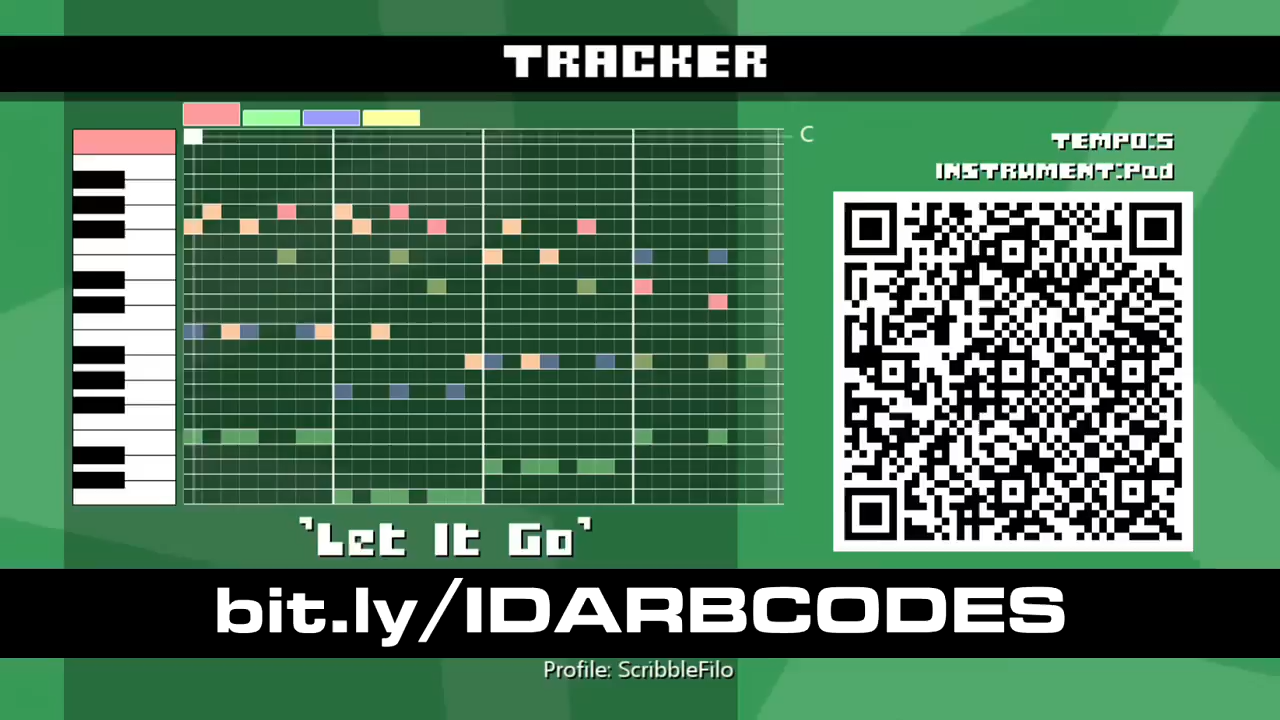 TRACKER
C
TEMPO:5
INSTRUMENT:Pad
'Let It Go'
bit.ly/IDARBCODES
Profile: ScribbleFilo